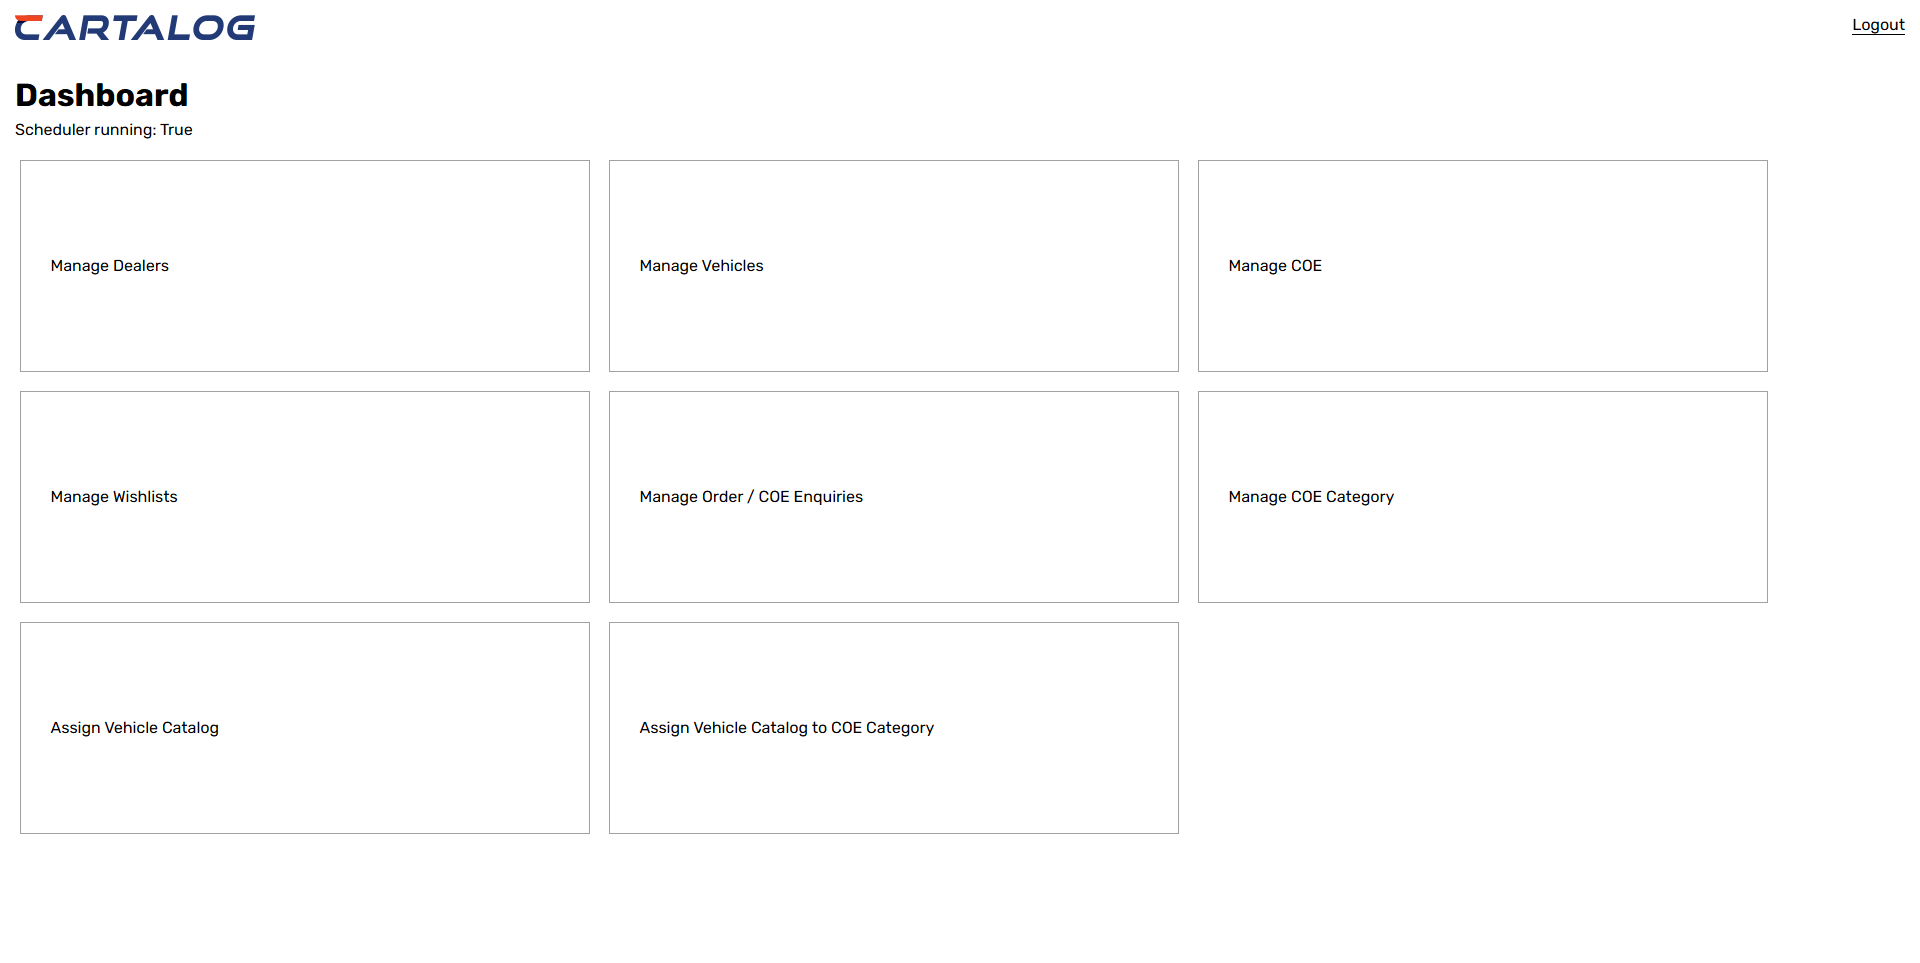 CARTALOG
Logout
Dashboard
Scheduler running: True
Manage Dealers
Manage Vehicles
Manage COE
Manage Wishlists
Manage Order / COE Enquiries
Manage COE Category
Assign Vehicle Catalog
Assign Vehicle Catalog to COE Category